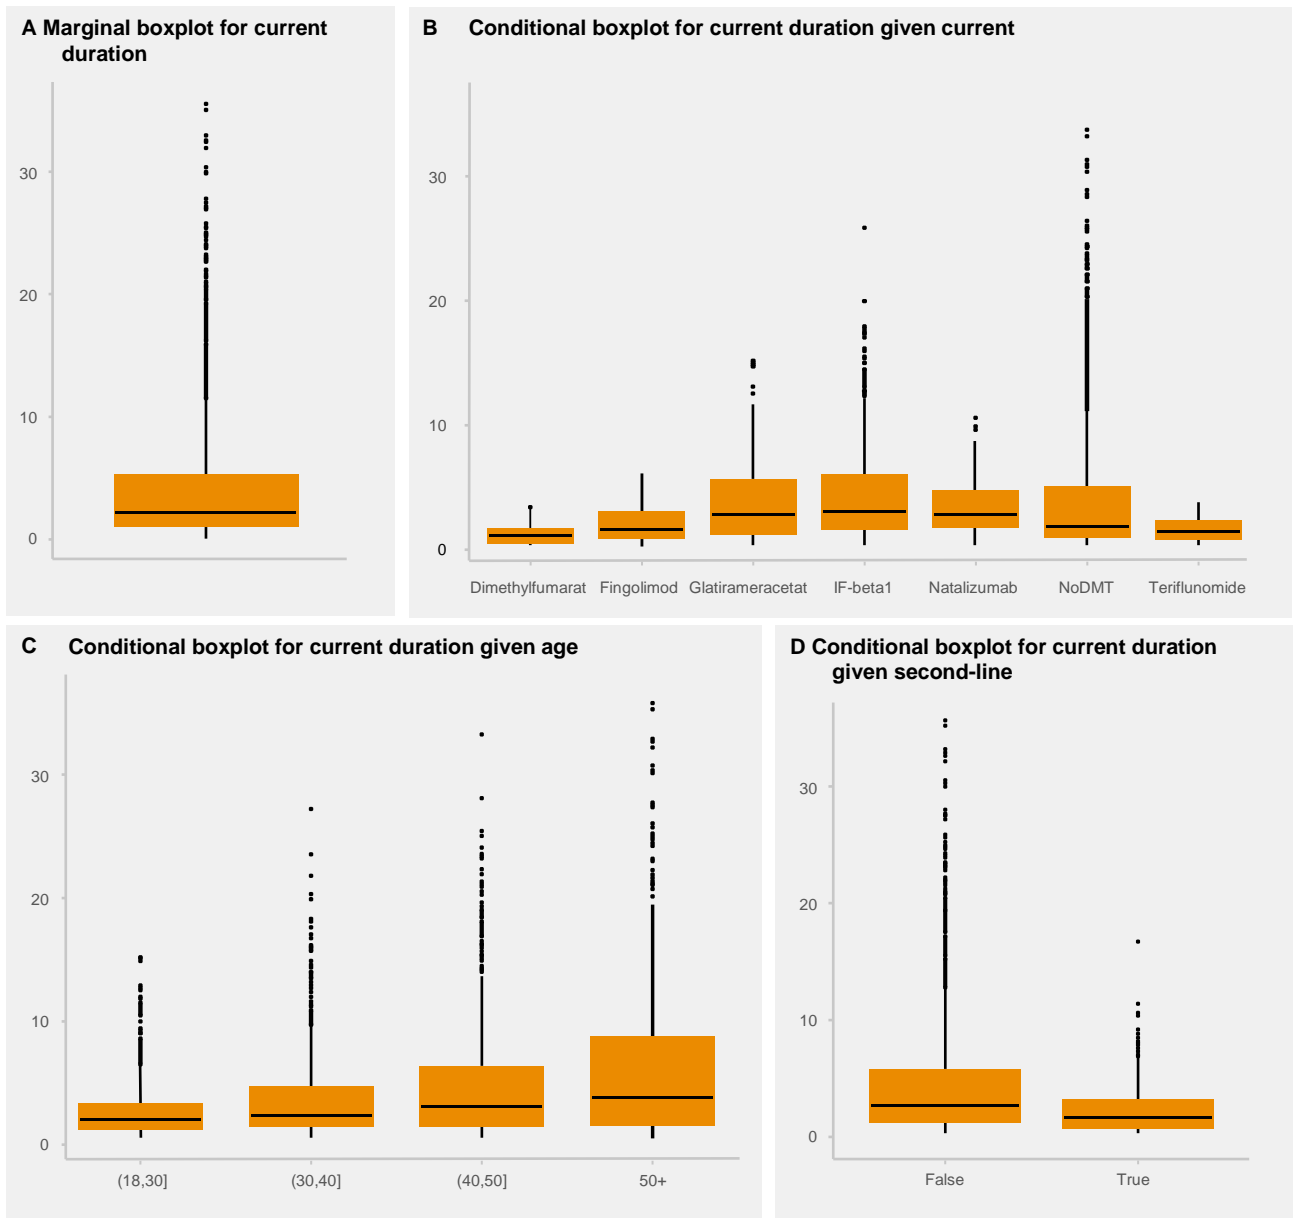 A Marginal boxplot for current
duration
30
20
10
0
B Conditional boxplot for current duration given current
30
20
10
0
Dimethylfumarat Fingolimod Glatirameracetat IF-beta1 Natalizumab NoDMT Teriflunomide
C Conditional boxplot for current duration given age
30
20
10
0
(18,30] (30,40] (40,50] 50+
D Conditional boxplot for current duration
given second-line
30
20
10
0
False True